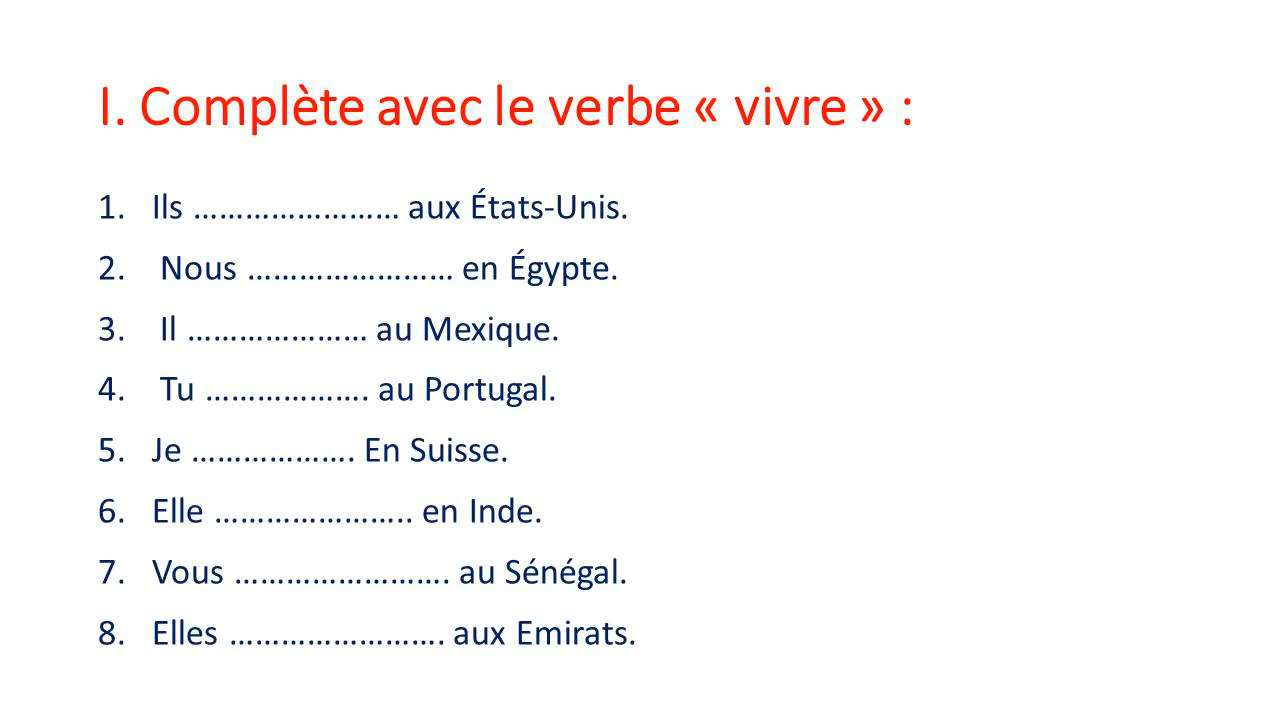 I. Complète avec le verbe « vivre » :
1. Ils …………………… aux États-Unis.
2. Nous …………………… en Égypte.
3. Il ………………… au Mexique.
4. Tu ………………. au Portugal.
5. Je ………………. En Suisse.
6. Elle ………………….. en Inde.
7. Vous ……………………. au Sénégal.
8. Elles ……………………. aux Emirats.